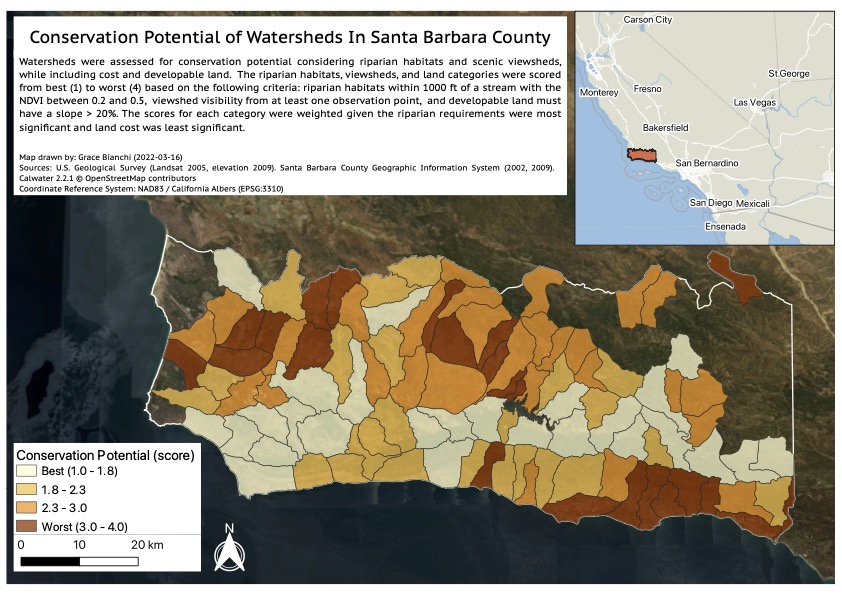 Conservation Potential of Watersheds In Santa Barbara County
Watersheds were assessed for conservation potential considering riparian habitats and scenic viewsheds,
while including cost and developable land. The riparian habitats, viewsheds, and land categories were scored
from best (1) to worst (4) based on the following criteria: riparian habitats within 1000 ft of a stream with the
NDVI between 0.2 and 0.5, viewshed visibility from at least one observation point, and developable land must
have a slope > 20%. The scores for each category were weighted given the riparian requirements were most
significant and land cost was least significant.
Map drawn by: Grace Bianchi (2022-03-16)
Sources: U.S. Geological Survey (Landsat 2005, elevation 2009). Santa Barbara County Geographic Information System (2002, 2009).
Calwater 2.2.1 © OpenStreetMap contributors
Coordinate Reference System: NAD83 / California Albers (EPSG:3310)
Carson City
St.George
Fresno
Monterey
Las Vegas
Bakersfield
San Bernardino
San Diego
Mexicali
Ensenada
Conservation Potential (score)
Best (1.0 - 1.8)
1.8 - 2.3
2.3 - 3.0
Worst (3.0 - 4.0)
0 10 20 km
N